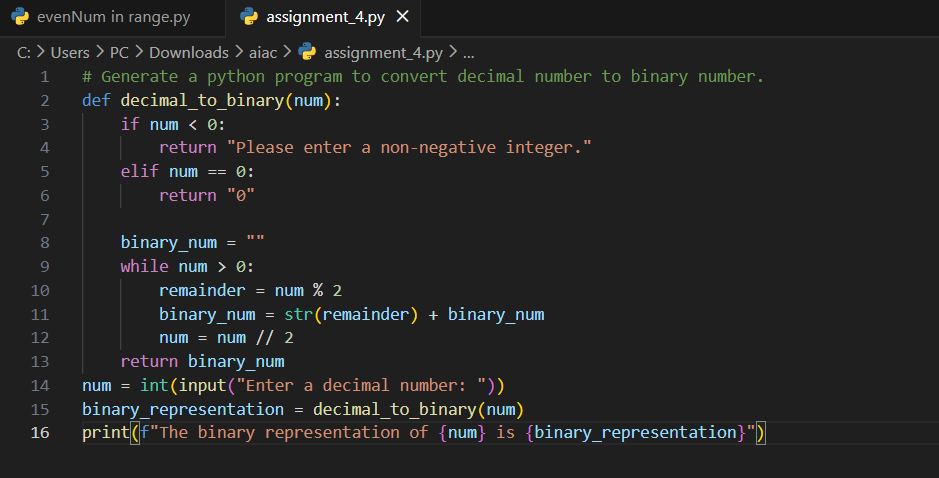 evenNum in range.py assignment_4.py ×
C: > Users > PC > Downloads > aiac > assignment_4.py > ...
1 # Generate a python program to convert decimal number to binary number.
2 def decimal_to_binary(num):
3     if num < 0:
4         return "Please enter a non-negative integer."
5     elif num == 0:
6         return "0"
7
8     binary_num = ""
9     while num > 0:
10         remainder = num % 2
11         binary_num = str(remainder) + binary_num
12         num = num // 2
13     return binary_num
14 num = int(input("Enter a decimal number: "))
15 binary_representation = decimal_to_binary(num)
16 print(f"The binary representation of {num} is {binary_representation}")